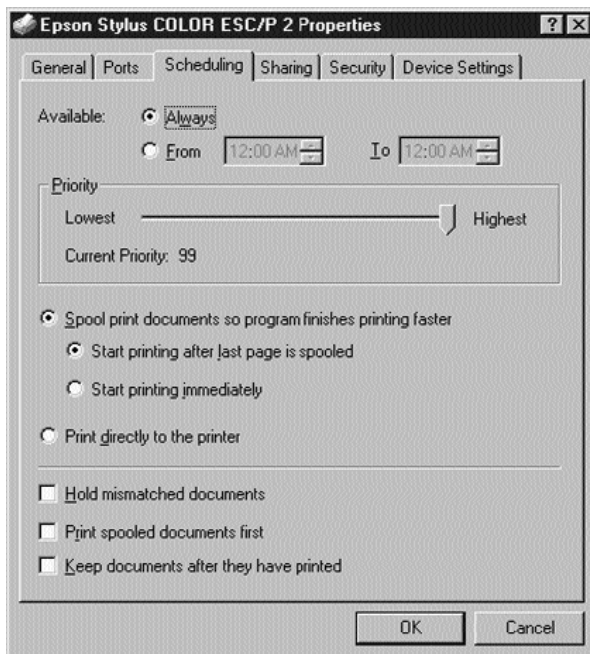 Epson Stylus COLOR ESC/P 2 Properties ? X
General Ports Scheduling Sharing Security Device Settings
Available: Always
From 12:00 AM To 12:00 AM
Priority
Lowest Highest
Current Priority: 99
Spool print documents so program finishes printing faster
Start printing after last page is spooled
Start printing immediately
Print directly to the printer
Hold mismatched documents
Print spooled documents first
Keep documents after they have printed
OK Cancel